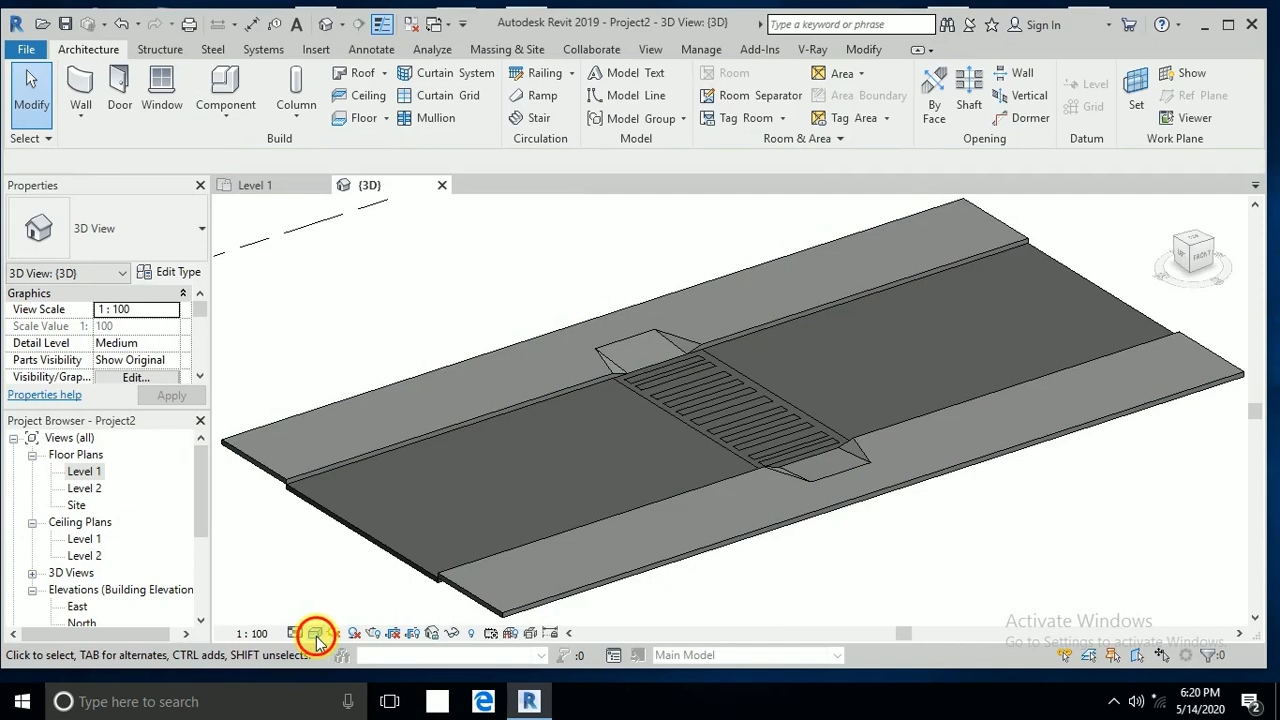 Autodesk Revit 2019 - Project2 - 3D View: {3D}
Type a keyword or phrase
Sign In
File Architecture Structure Steel Systems Insert Annotate Analyze Massing & Site Collaborate View Manage Add-Ins V-Ray Modify
Modify Wall Door Window Component Column
Roof Curtain System Railing Model Text Room Area
Ceiling Curtain Grid Ramp Model Line Room Separator Area Boundary
Floor Mullion Stair Model Group Tag Room Tag Area
By Face Shaft Wall Vertical Dormer Level Grid Set Show Ref Plane Viewer
Select Build Circulation Model Room & Area Opening Datum Work Plane
Properties
Level 1 {3D}
3D View
3D View: {3D} Edit Type
Graphics
View Scale 1 : 100
Scale Value 1: 100
Detail Level Medium
Parts Visibility Show Original
Visibility/Grap... Edit...
Properties help Apply
Project Browser - Project2
Views (all)
Floor Plans
Level 1
Level 2
Site
Ceiling Plans
Level 1
Level 2
3D Views
Elevations (Building Elevation
East
North
TOP
FRONT
1 : 100
Activate Windows
Go to Settings to activate Windows.
Click to select, TAB for alternates, CTRL adds, SHIFT unselects.
:0 Main Model :0
Type here to search
6:20 PM
5/14/2020
2